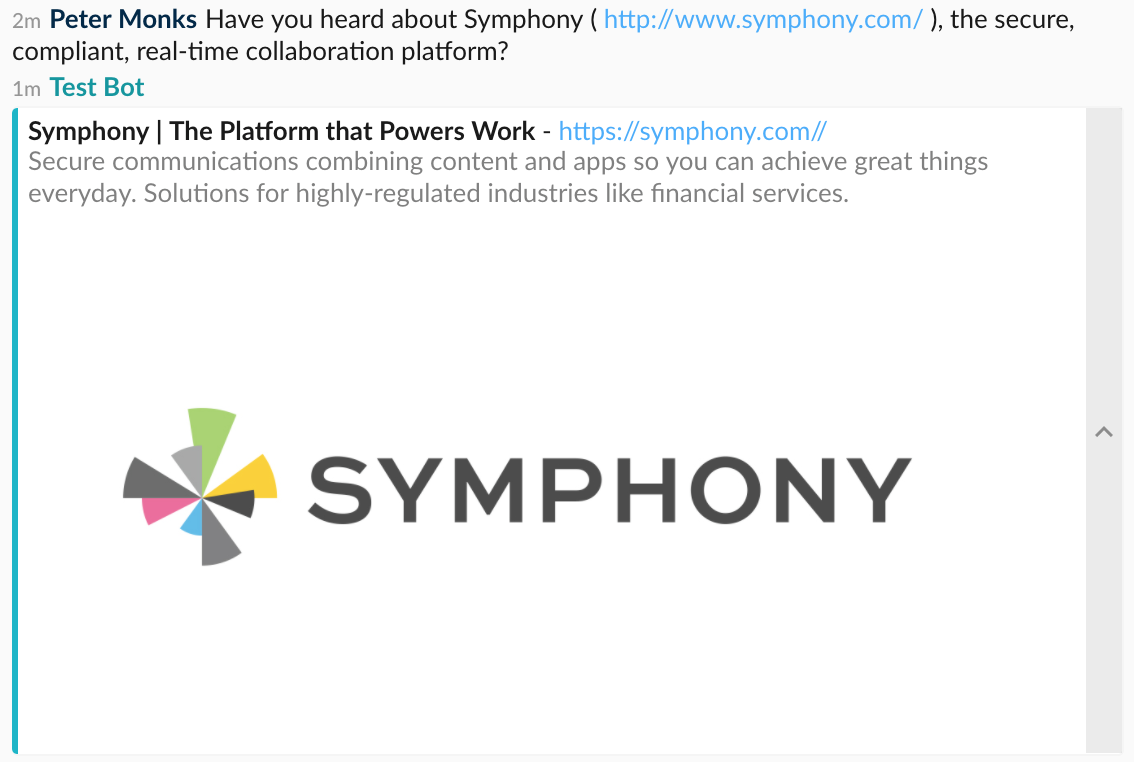 2m Peter Monks Have you heard about Symphony ( http://www.symphony.com/ ), the secure,
compliant, real-time collaboration platform?
1m Test Bot
Symphony | The Platform that Powers Work - https://symphony.com//
Secure communications combining content and apps so you can achieve great things
everyday. Solutions for highly-regulated industries like financial services.
SYMPHONY